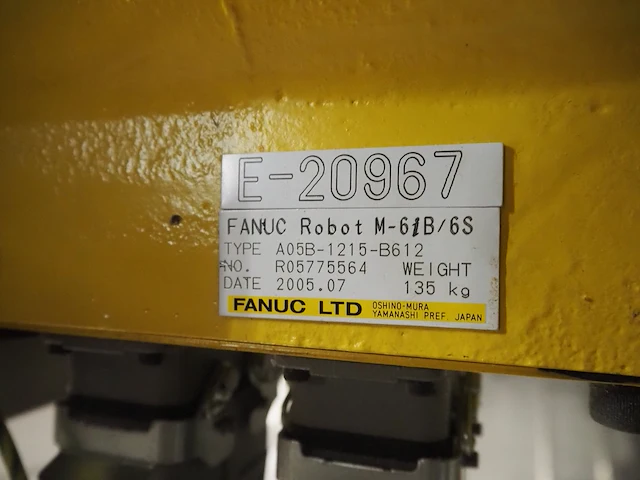 E-20967
FANUC Robot M-6iB/6S
TYPE A05B-1215-B612
NO. R05775564 WEIGHT
DATE 2005.07 135 kg
FANUC LTD OSHINO-MURA
YAMANASHI PREF. JAPAN